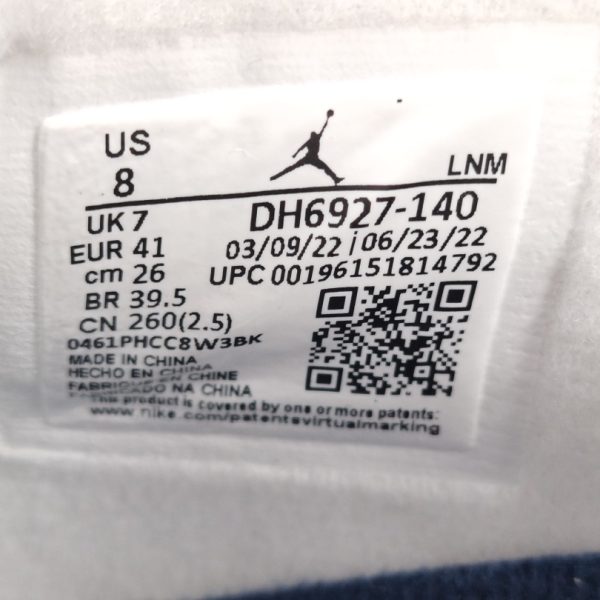 US
8
LNM
UK 7
DH6927-140
EUR 41
03/09/22 | 06/23/22
cm 26
UPC 00196151814792
BR 39.5
CN 260(2.5)
0461PHCC8W3BK
MADE IN CHINA
HECHO EN CHINA
FABRIQUE EN CHINE
FABRICADO NA CHINA
This product is covered by one or more patents:
www.nike.com/patentsvirtualmarking